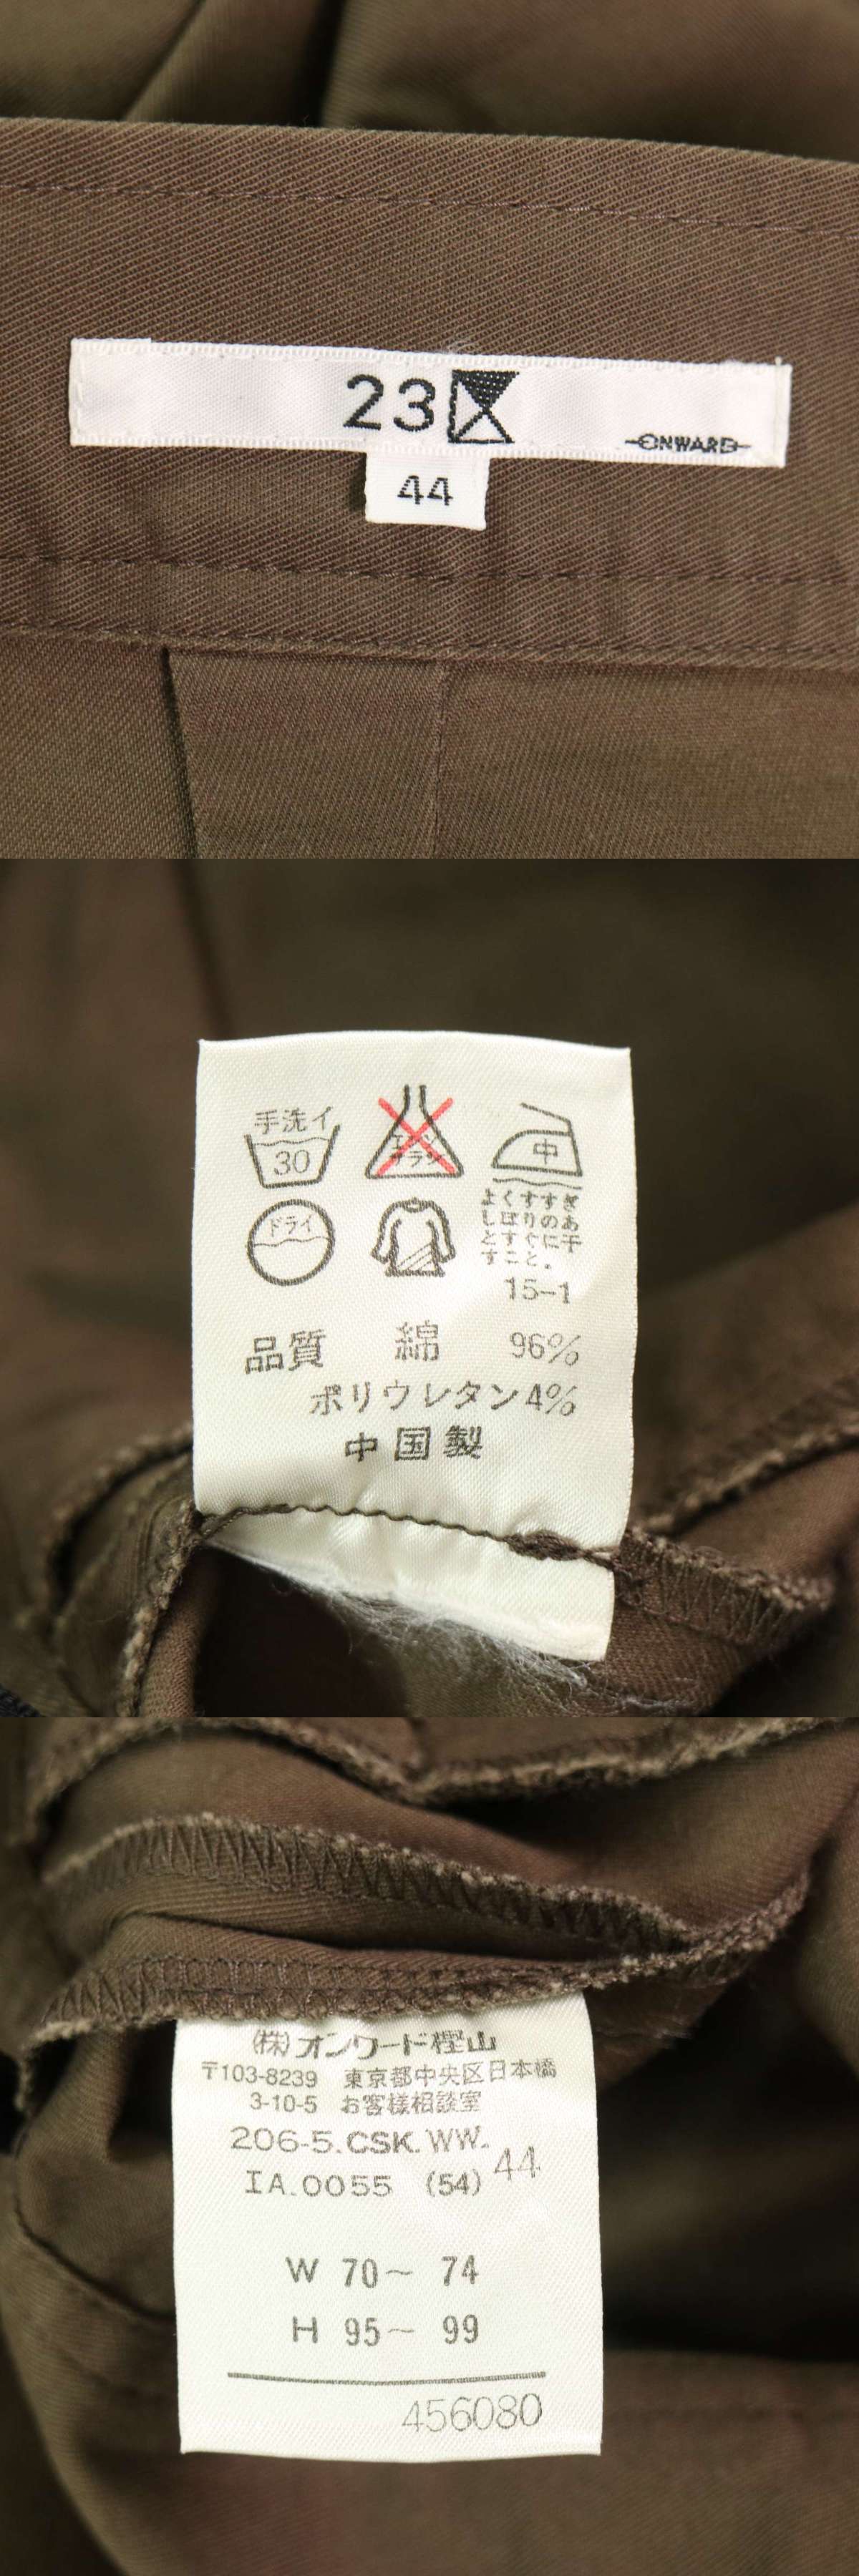 23区
ONWARD
44
手洗イ
30
エンソ
サラシ
中
ドライ
よくすすぎ
しぼりのあ
とすぐに干
すこと。
15-1
品質 綿 96%
ポリウレタン4%
中国製
(株)オンワード樫山
〒103-8239 東京都中央区日本橋
3-10-5 お客様相談室
206-5.CSK.WW.
IA.0055 (54) 44
W 70~ 74
H 95~ 99
456080